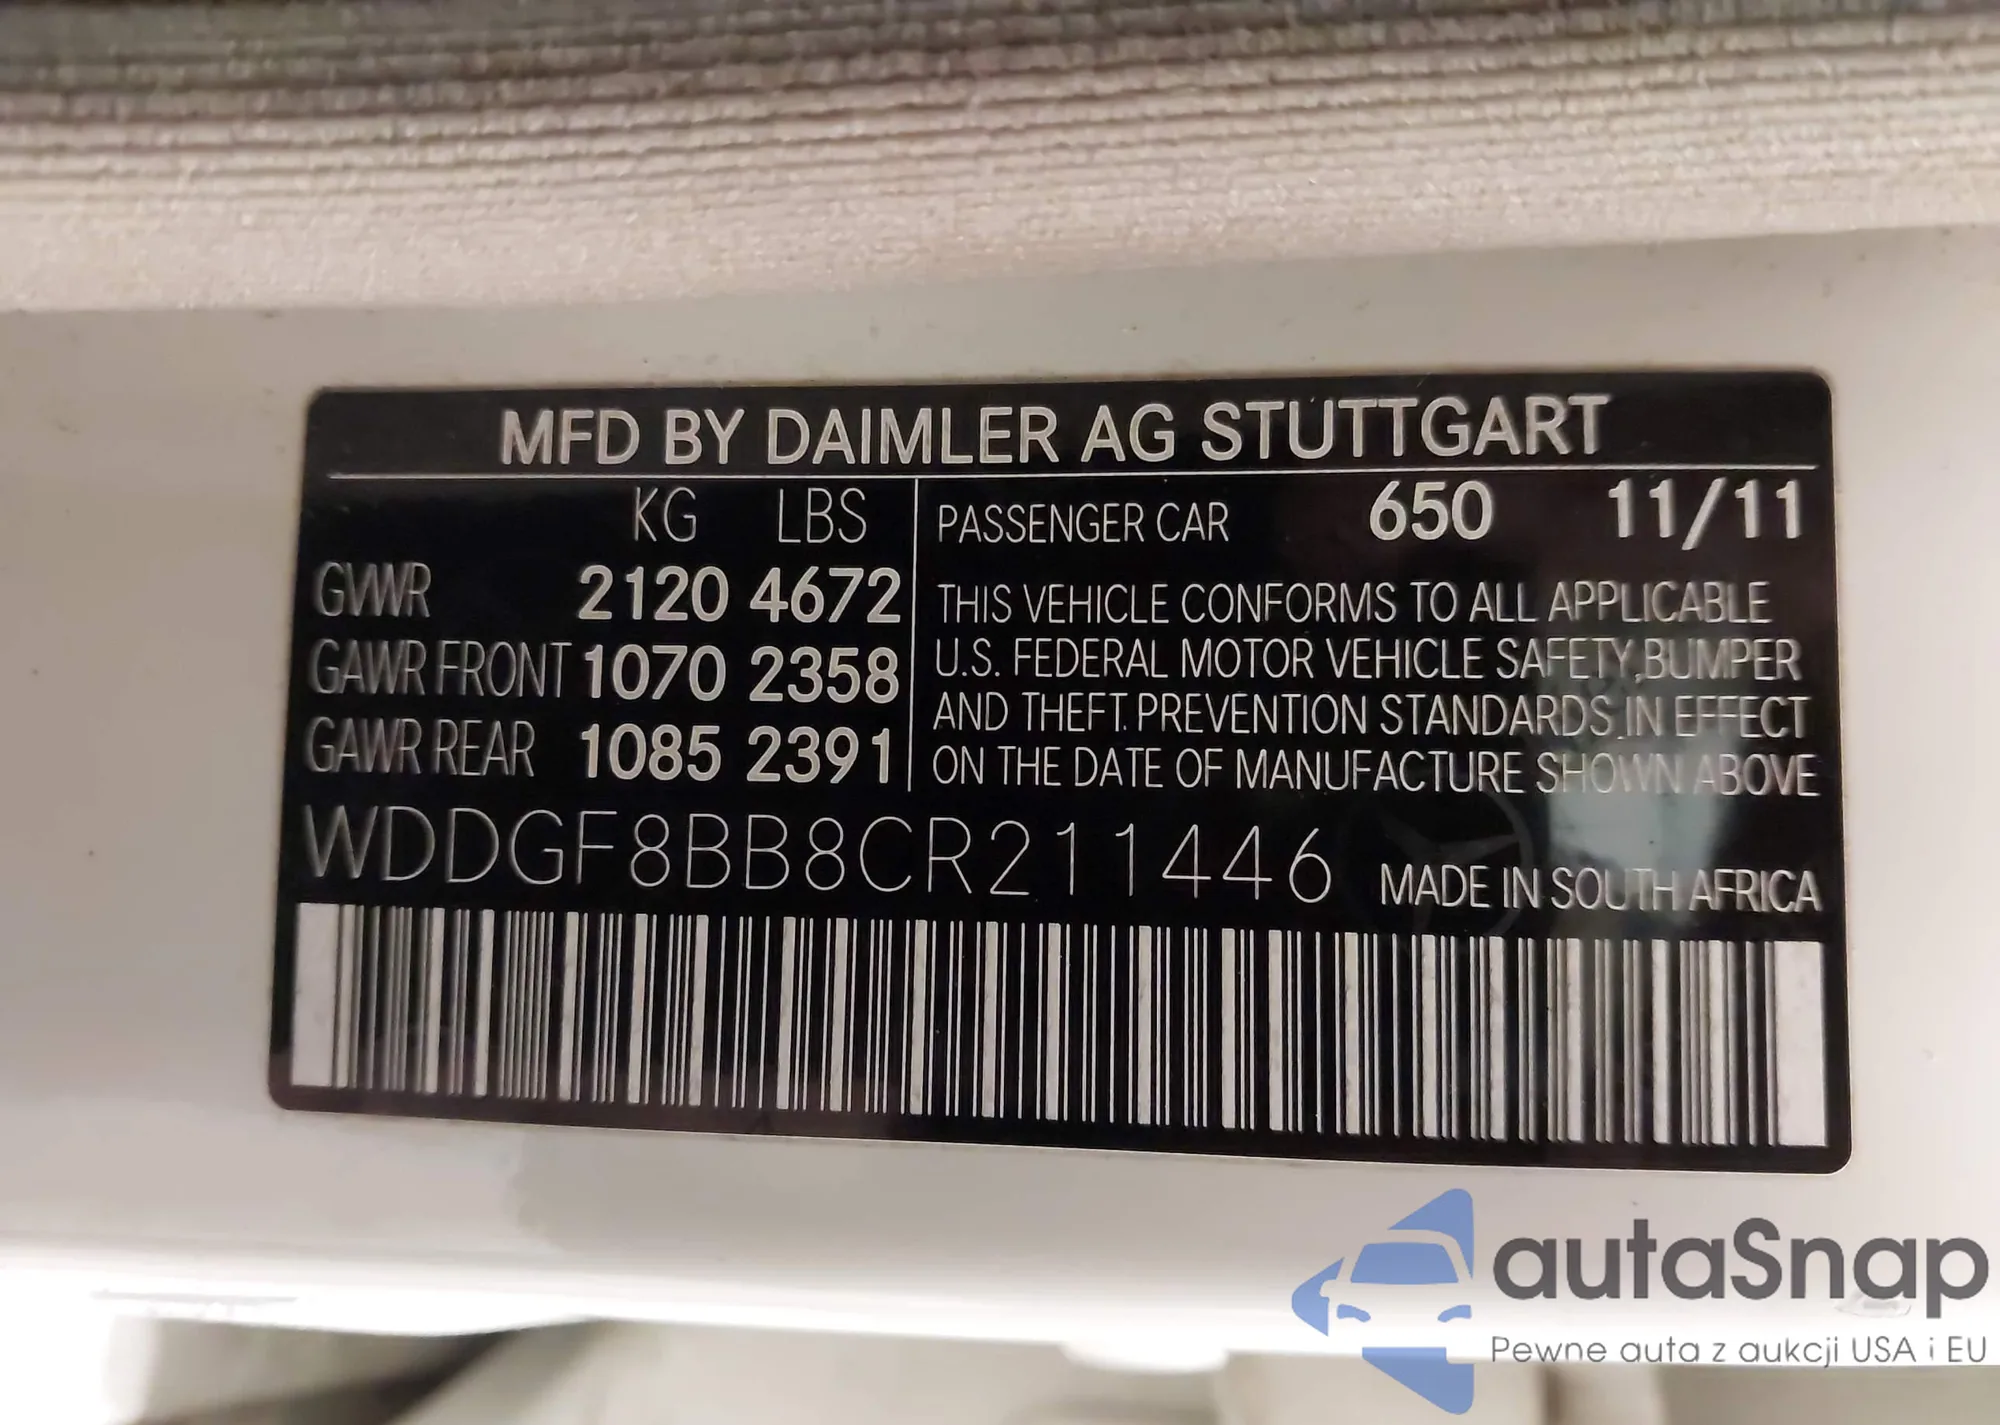 MFD BY DAIMLER AG STUTTGART
KG LBS
GVWR 2120 4672
GAWR FRONT 1070 2358
GAWR REAR 1085 2391
PASSENGER CAR 650 11/11
THIS VEHICLE CONFORMS TO ALL APPLICABLE
U.S. FEDERAL MOTOR VEHICLE SAFETY,BUMPER
AND THEFT PREVENTION STANDARDS IN EFFECT
ON THE DATE OF MANUFACTURE SHOWN ABOVE
WDDGF8BB8CR211446
MADE IN SOUTH AFRICA
autaSnap
Pewne auta z aukcji USA i EU